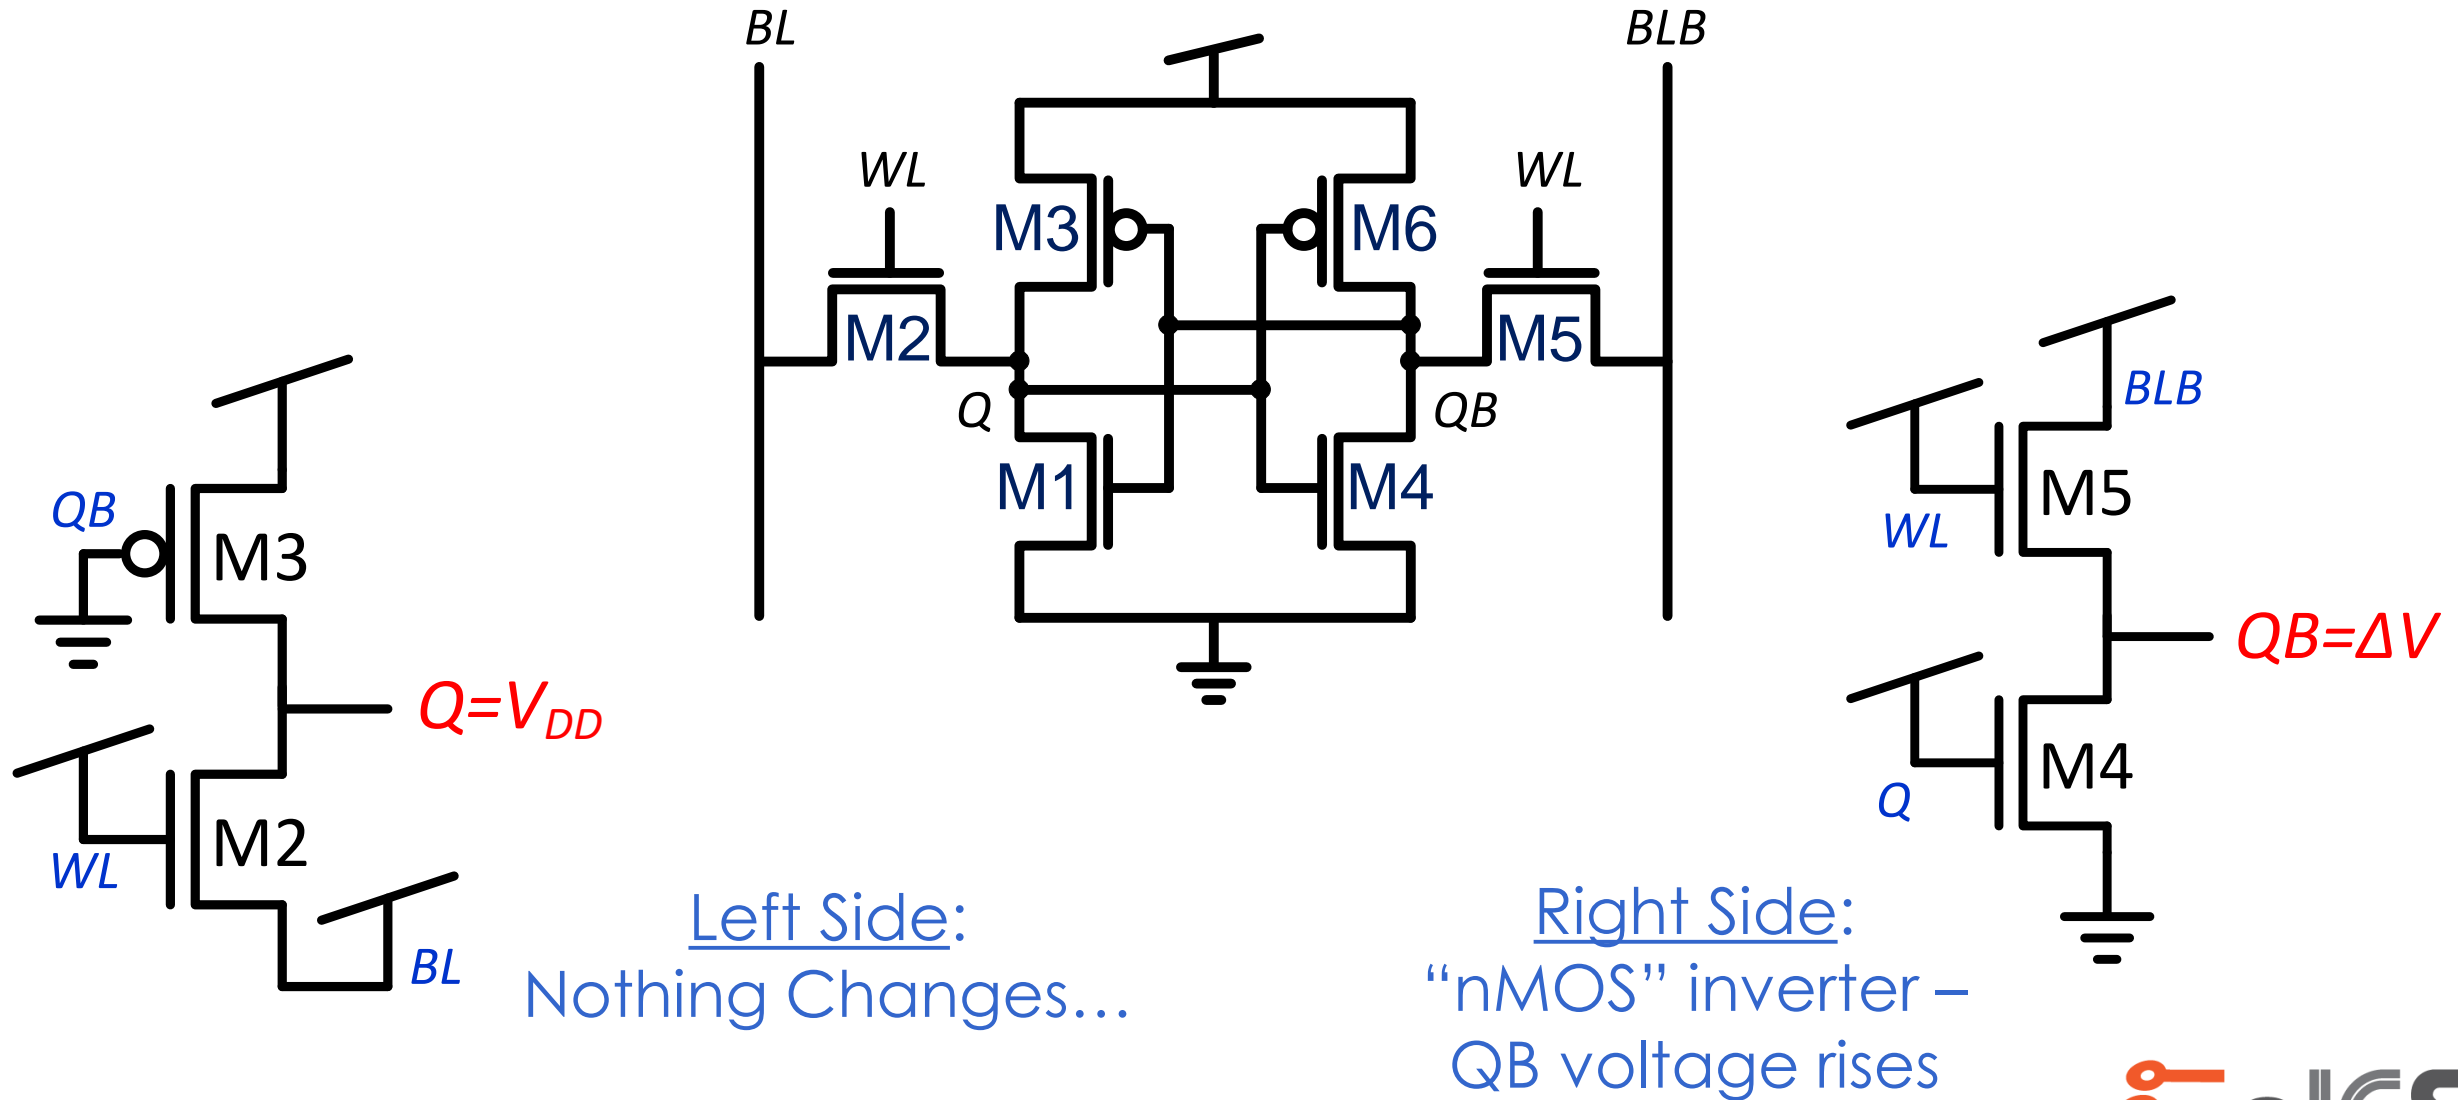 BL
BLB
WL
WL
M3
M6
M2
M5
Q
QB
M1
M4
QB
M3
Q=VDD
M2
WL
BL
BLB
M5
WL
QB=ΔV
M4
Q
Left Side:
Nothing Changes...
Right Side:
“nMOS” inverter –
QB voltage rises